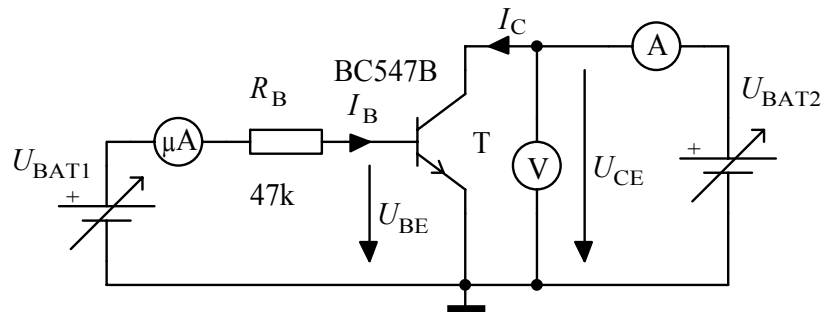 I_C
A
BC547B
R_B
I_B
U_BAT2
µA
+
T
V
U_BAT1
U_CE
+
47k
U_BE